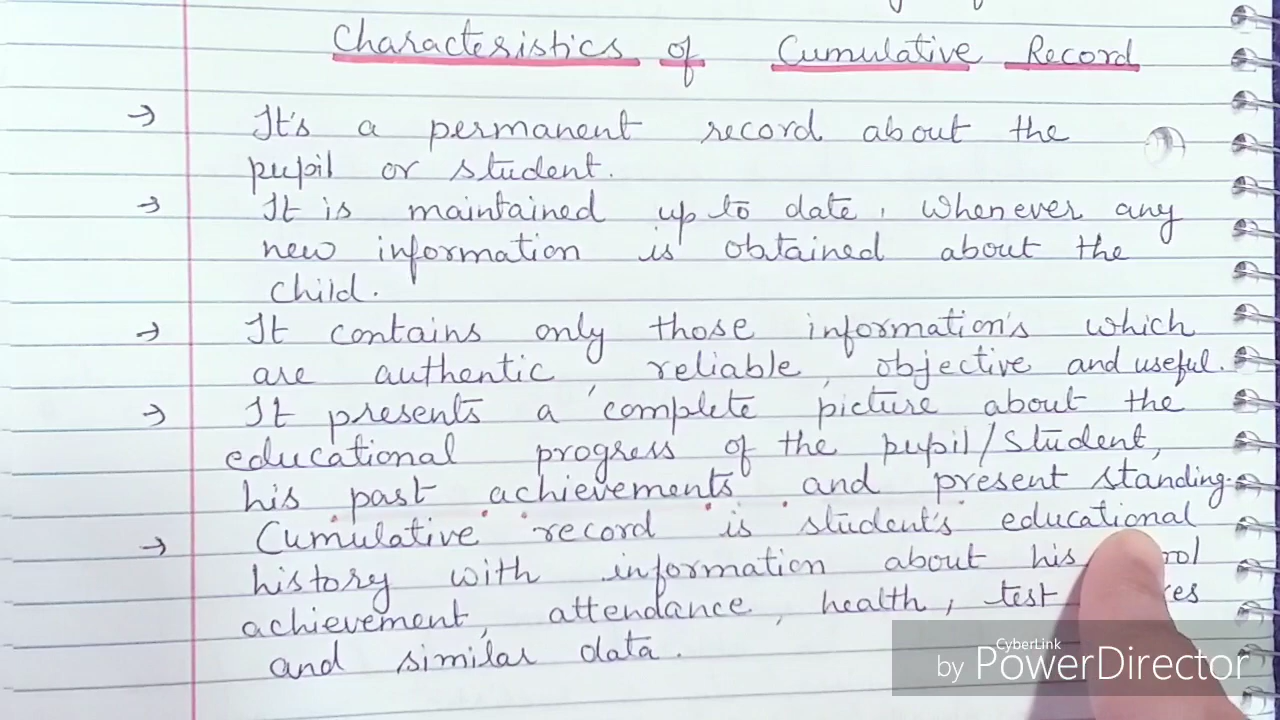 Characteristics of Cumulative Record
→ It's a permanent record about the
pupil or student.
→ It is maintained up to date, whenever any
new information is obtained about the
child.
→ It contains only those information's which
are authentic, reliable, objective and useful.
→ It presents a complete picture about the
educational progress of the pupil/student,
his past achievements and present standing.
→ Cumulative record is student's educational
history with information about his
achievement, attendance, health, test
and similar data.
CyberLink
by PowerDirector